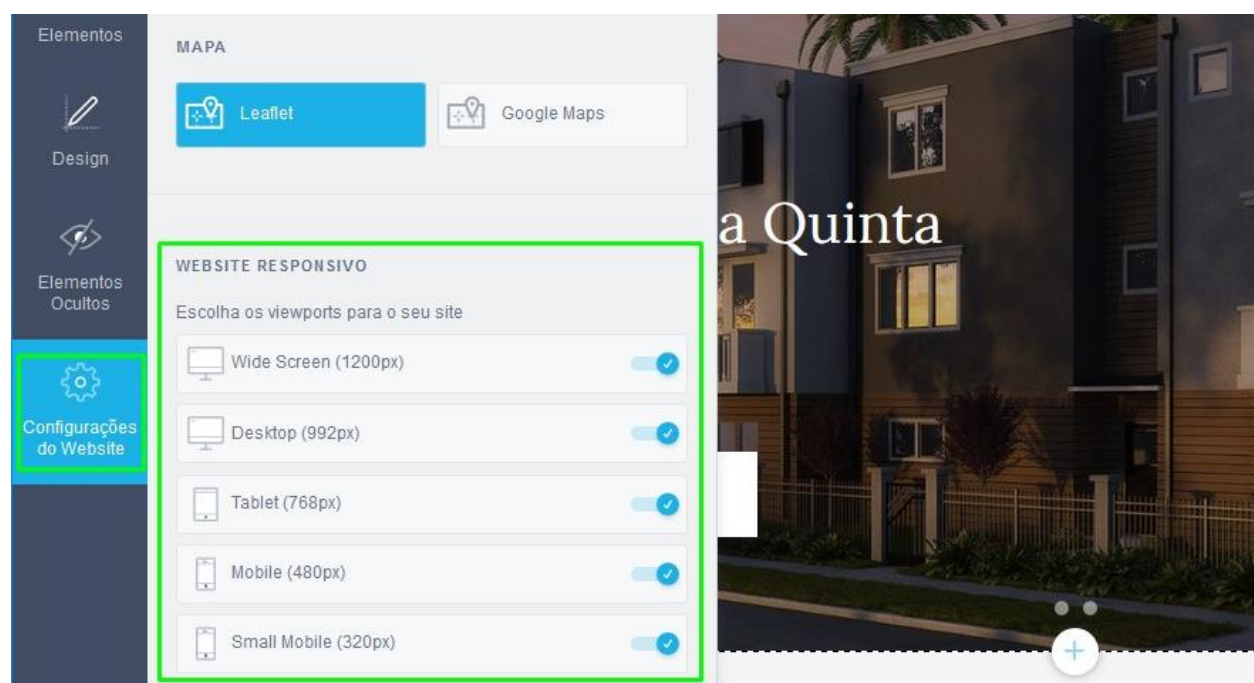 Elementos
Design
Elementos
Ocultos
Configurações
do Website
MAPA
Leaflet
Google Maps
WEBSITE RESPONSIVO
Escolha os viewports para o seu site
Wide Screen (1200px)
Desktop (992px)
Tablet (768px)
Mobile (480px)
Small Mobile (320px)
a Quinta